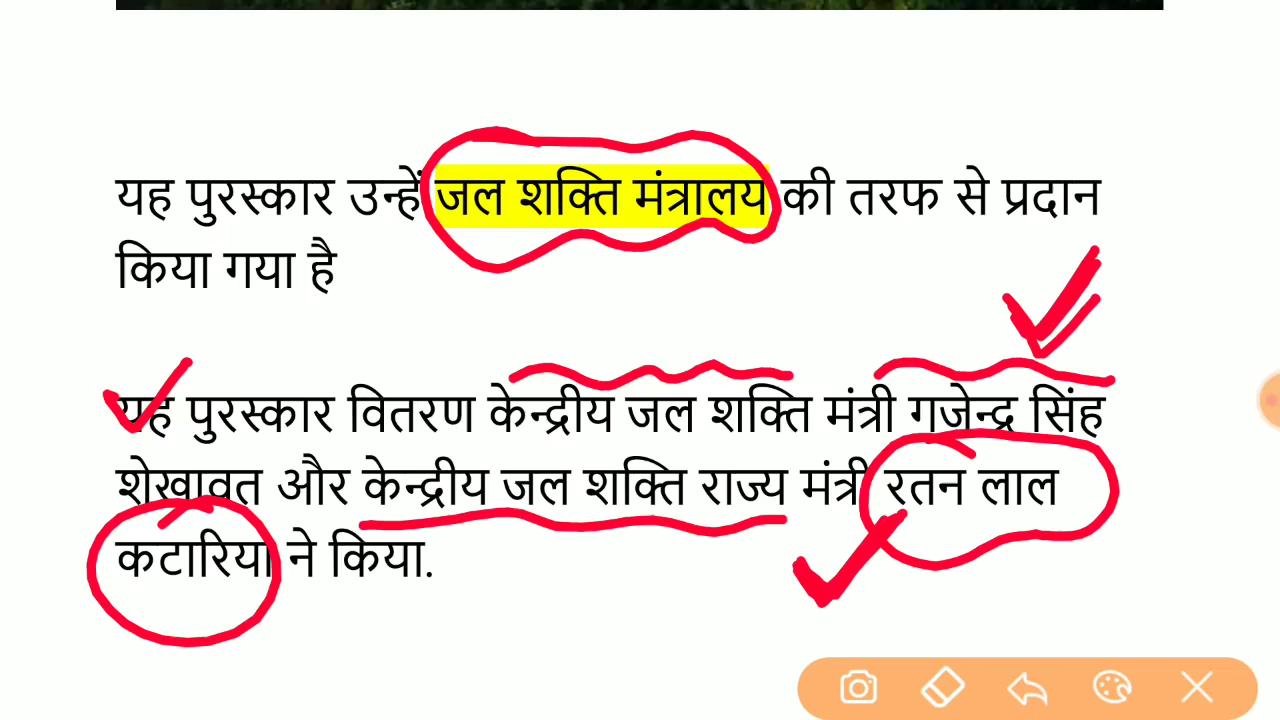 यह पुरस्कार उन्हें जल शक्ति मंत्रालय की तरफ से प्रदान
किया गया है
यह पुरस्कार वितरण केन्द्रीय जल शक्ति मंत्री गजेन्द्र सिंह
शेखावत और केन्द्रीय जल शक्ति राज्य मंत्री रतन लाल
कटारिया ने किया.